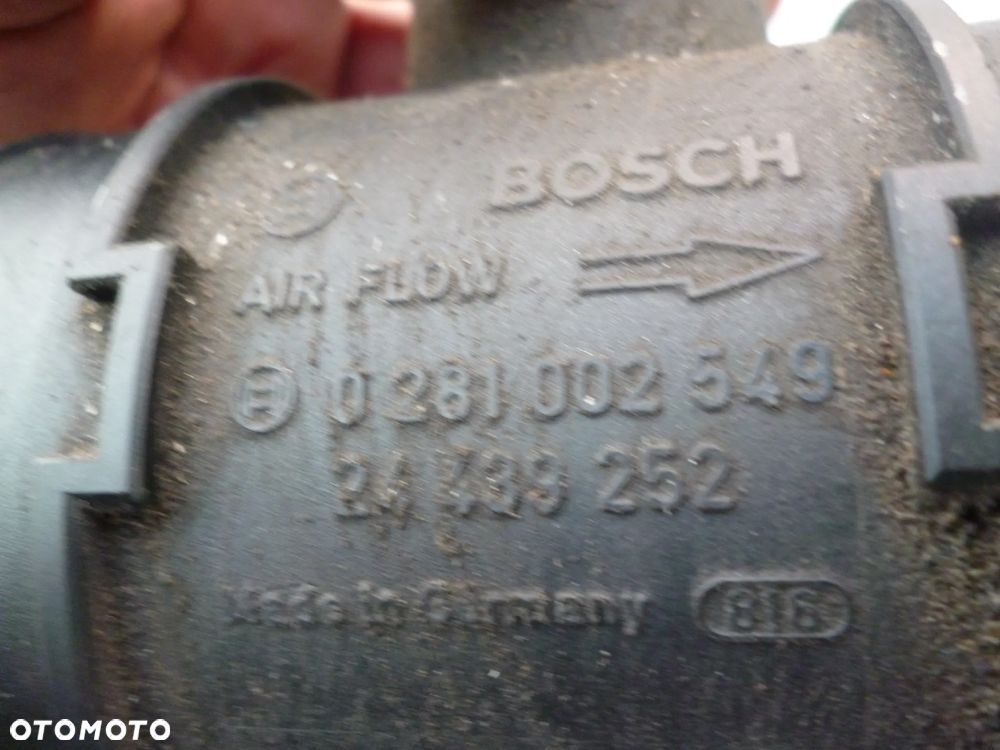 BOSCH
AIR FLOW
0 281 002 549
24 439 252
Made in Germany 816
OTOMOTO